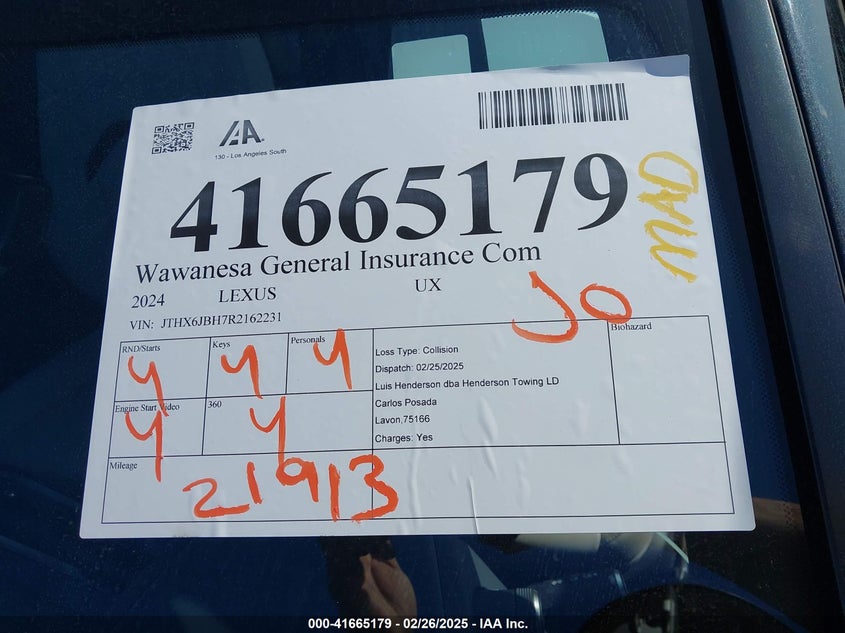 IAA.
130 - Los Angeles South
41665179
Wawanesa General Insurance Com
2024 LEXUS UX
VIN: JTHX6JBH7R2162231
JO
RND/Starts Keys Personals Biohazard
Y Y Y
Loss Type: Collision
Dispatch: 02/25/2025
Luis Henderson dba Henderson Towing LD
Carlos Posada
Lavon,75166
Charges: Yes
Engine Start Video 360
Y Y
Mileage
21913
000-41665179 - 02/26/2025 - IAA Inc.